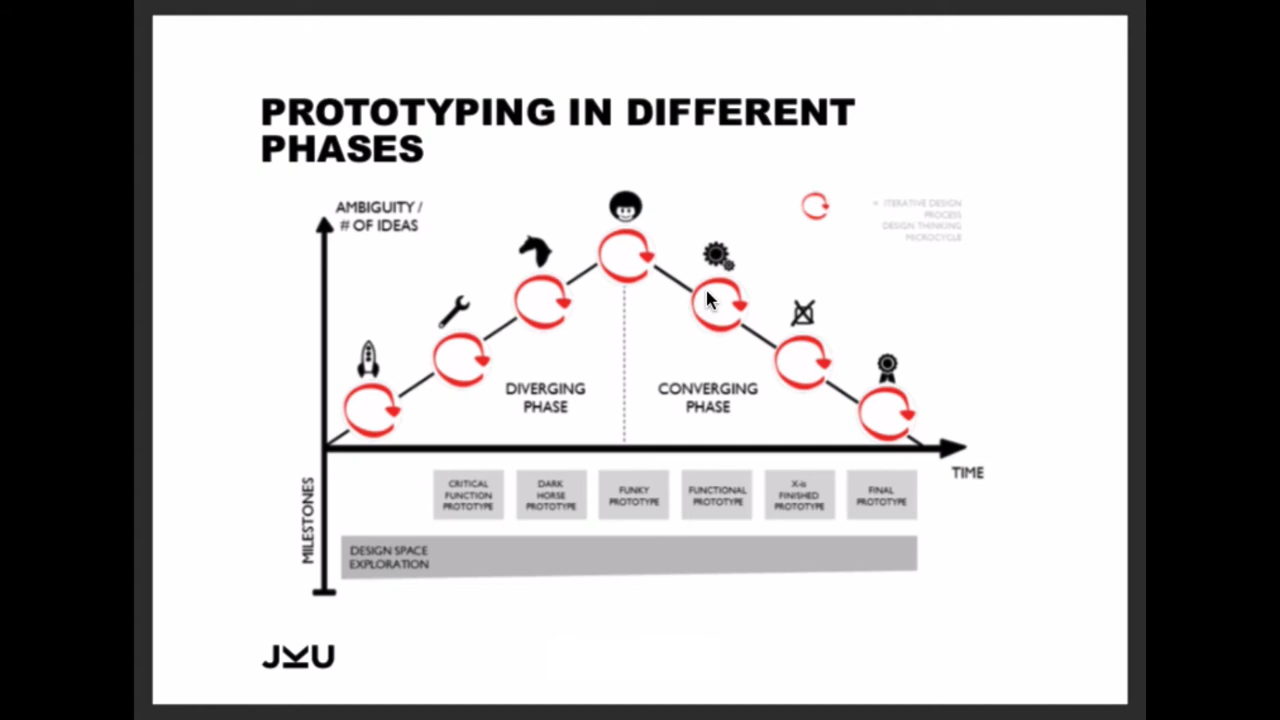 PROTOTYPING IN DIFFERENT
PHASES
AMBIGUITY /
# OF IDEAS
= ITERATIVE DESIGN
PROCESS
DESIGN THINKING
MICROCYCLE
DIVERGING
PHASE
CONVERGING
PHASE
TIME
MILESTONES
CRITICAL
FUNCTION
PROTOTYPE
DARK
HORSE
PROTOTYPE
FUNKY
PROTOTYPE
FUNCTIONAL
PROTOTYPE
X-is
FINISHED
PROTOTYPE
FINAL
PROTOTYPE
DESIGN SPACE
EXPLORATION
JKU